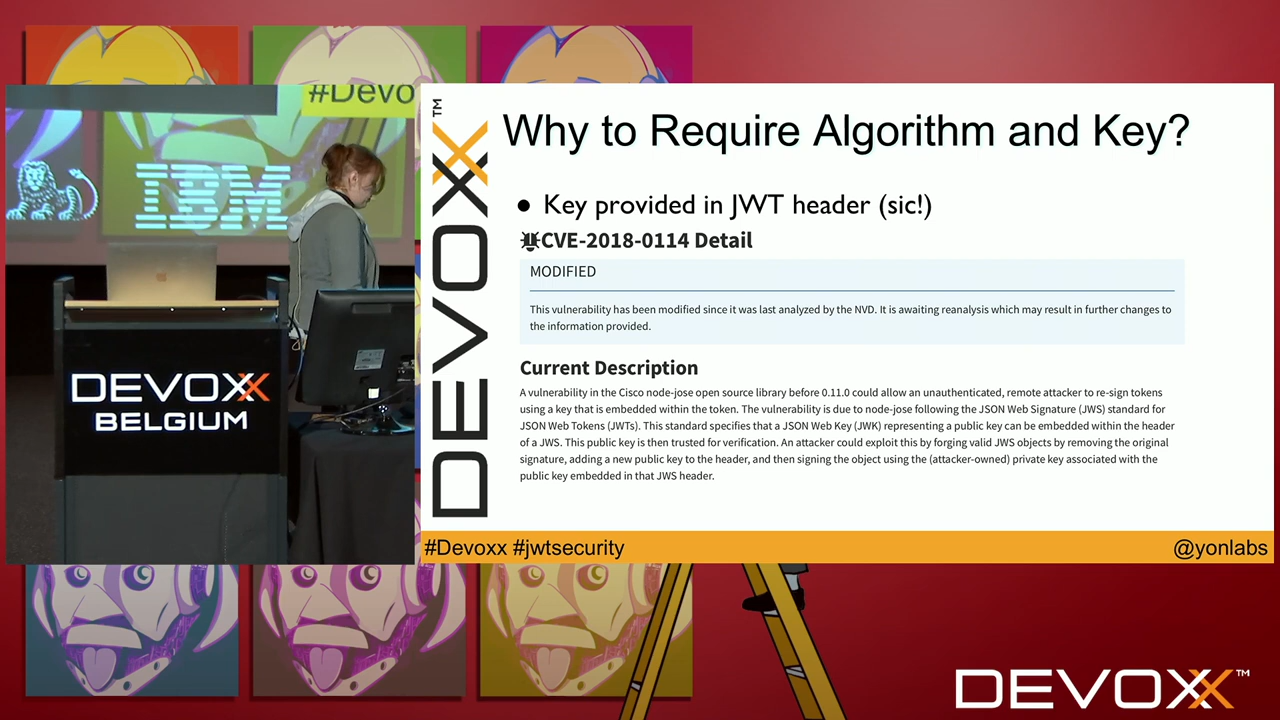 #Devo
IBM
DEVOXX
BELGIUM
DEVOXX™
Why to Require Algorithm and Key?
● Key provided in JWT header (sic!)
CVE-2018-0114 Detail
MODIFIED
This vulnerability has been modified since it was last analyzed by the NVD. It is awaiting reanalysis which may result in further changes to
the information provided.
Current Description
A vulnerability in the Cisco node-jose open source library before 0.11.0 could allow an unauthenticated, remote attacker to re-sign tokens
using a key that is embedded within the token. The vulnerability is due to node-jose following the JSON Web Signature (JWS) standard for
JSON Web Tokens (JWTs). This standard specifies that a JSON Web Key (JWK) representing a public key can be embedded within the header
of a JWS. This public key is then trusted for verification. An attacker could exploit this by forging valid JWS objects by removing the original
signature, adding a new public key to the header, and then signing the object using the (attacker-owned) private key associated with the
public key embedded in that JWS header.
#Devoxx #jwtsecurity
@yonlabs
DEVOXX™